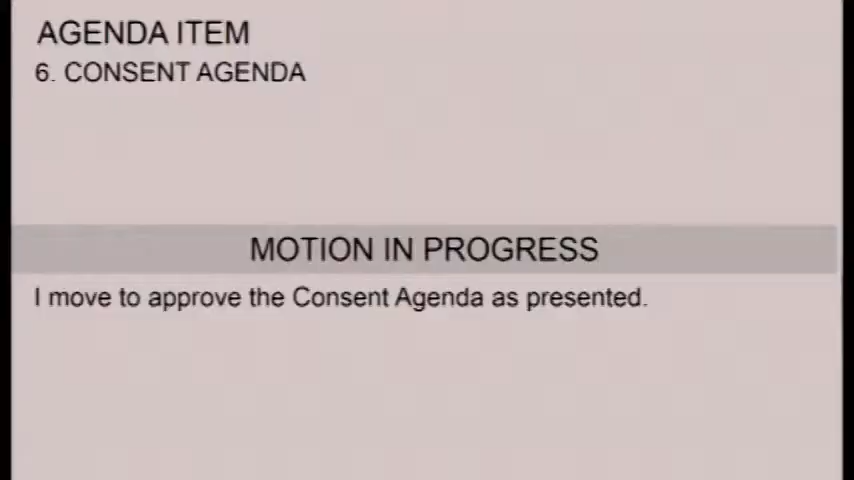 AGENDA ITEM
6. CONSENT AGENDA
MOTION IN PROGRESS
I move to approve the Consent Agenda as presented.